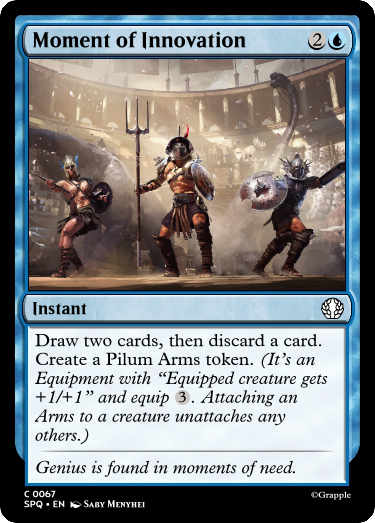 Moment of Innovation 2
Instant
Draw two cards, then discard a card.
Create a Pilum Arms token. (It's an
Equipment with “Equipped creature gets
+1/+1” and equip 3. Attaching an
Arms to a creature unattaches any
others.)
Genius is found in moments of need.
C 0067
SPQ • EN Saby Menyhei
©Grapple